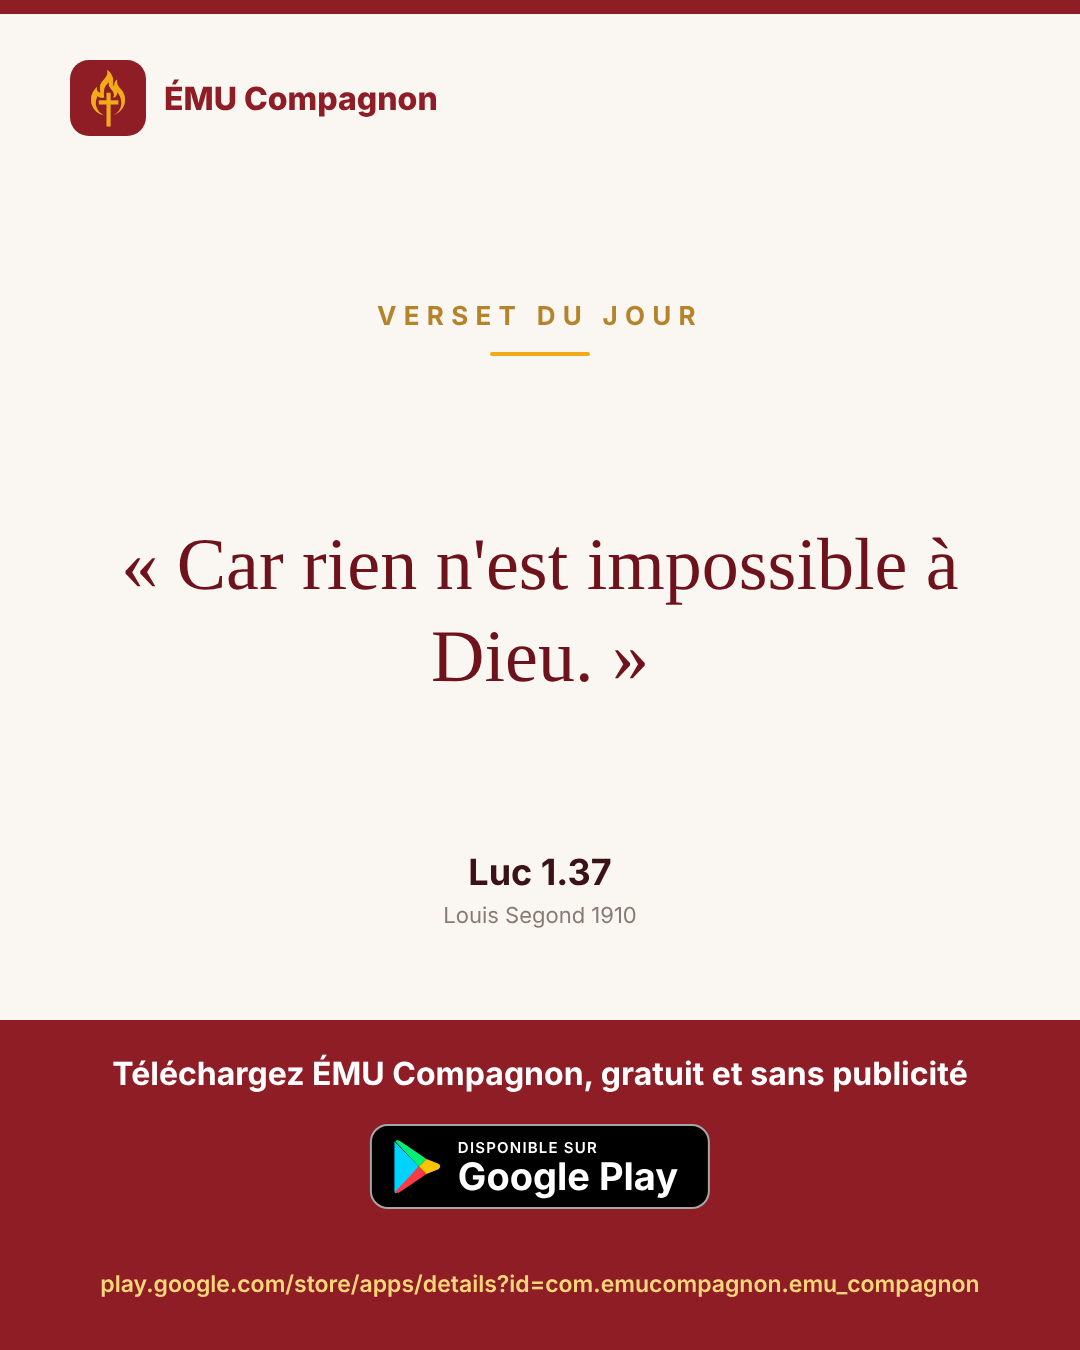 ÉMU Compagnon
VERSET DU JOUR
« Car rien n'est impossible à
Dieu. »
Luc 1.37
Louis Segond 1910
Téléchargez ÉMU Compagnon, gratuit et sans publicité
DISPONIBLE SUR
Google Play
play.google.com/store/apps/details?id=com.emucompagnon.emu_compagnon